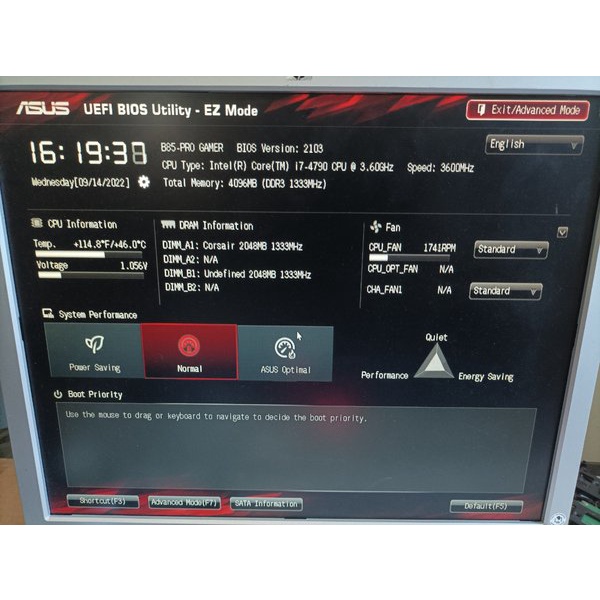 ASUS UEFI BIOS Utility - EZ Mode
Exit/Advanced Mode
16:19:30
Wednesday[09/14/2022]
B85-PRO GAMER BIOS Version: 2103
CPU Type: Intel(R) Core(TM) i7-4790 CPU @ 3.60GHz Speed: 3600MHz
Total Memory: 4096MB (DDR3 1333MHz)
English
CPU Information
Temp. +114.8°F/+46.0°C
Voltage 1.056V
DRAM Information
DIMM_A1: Corsair 2048MB 1333MHz
DIMM_A2: N/A
DIMM_B1: Undefined 2048MB 1333MHz
DIMM_B2: N/A
Fan
CPU_FAN 1741RPM
Standard
CPU_OPT_FAN N/A
CHA_FAN1 N/A
Standard
System Performance
Power Saving
Normal
ASUS Optimal
Quiet
Performance
Energy Saving
Boot Priority
Use the mouse to drag or keyboard to navigate to decide the boot priority.
Shortcut(F3)
Advanced Mode(F7)
SATA Information
Default(F5)